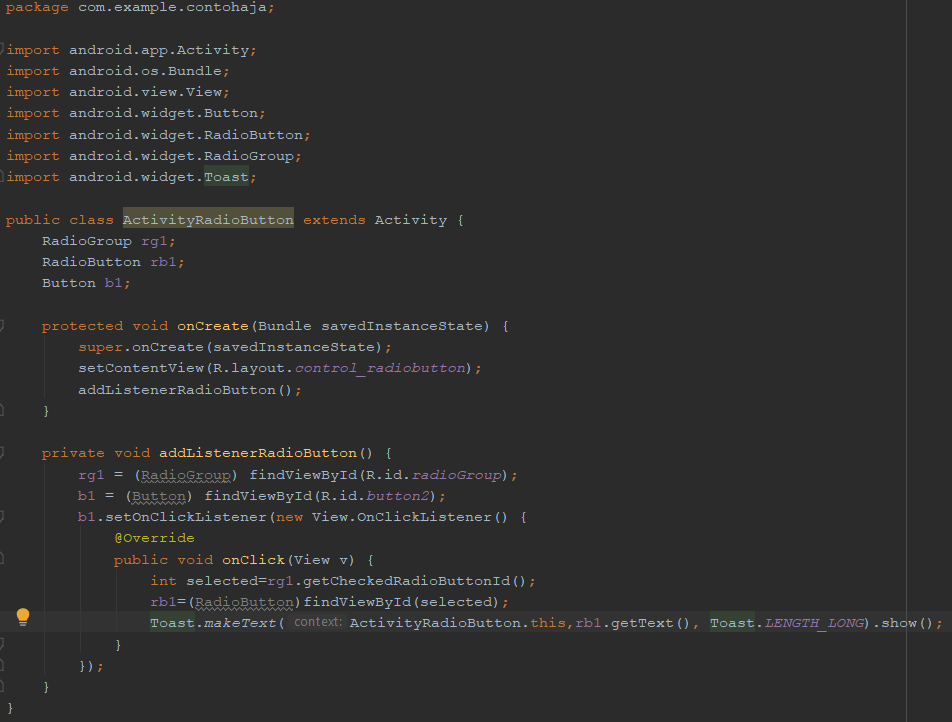 package com.example.contohaja;
import android.app.Activity;
import android.os.Bundle;
import android.view.View;
import android.widget.Button;
import android.widget.RadioButton;
import android.widget.RadioGroup;
import android.widget.Toast;
public class ActivityRadioButton extends Activity {
RadioGroup rg1;
RadioButton rb1;
Button b1;
protected void onCreate(Bundle savedInstanceState) {
super.onCreate(savedInstanceState);
setContentView(R.layout.control_radiobutton);
addListenerRadioButton();
}
private void addListenerRadioButton() {
rg1 = (RadioGroup) findViewById(R.id.radioGroup);
b1 = (Button) findViewById(R.id.button2);
b1.setOnClickListener(new View.OnClickListener() {
@Override
public void onClick(View v) {
int selected=rg1.getCheckedRadioButtonId();
rb1=(RadioButton)findViewById(selected);
Toast.makeText( context: ActivityRadioButton.this,rb1.getText(), Toast.LENGTH_LONG).show();
}
});
}
}